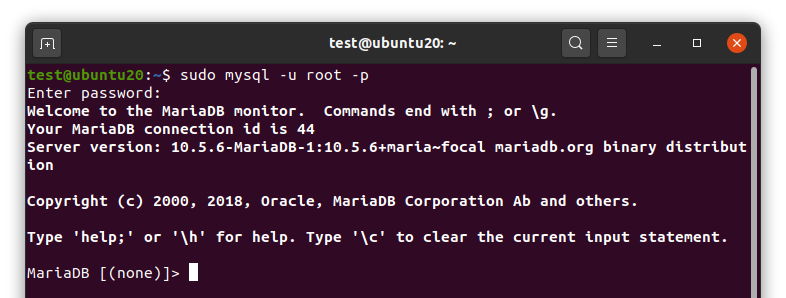 test@ubuntu20: ~
test@ubuntu20:~$ sudo mysql -u root -p
Enter password:
Welcome to the MariaDB monitor.  Commands end with ; or \g.
Your MariaDB connection id is 44
Server version: 10.5.6-MariaDB-1:10.5.6+maria~focal mariadb.org binary distribut
ion
Copyright (c) 2000, 2018, Oracle, MariaDB Corporation Ab and others.
Type 'help;' or '\h' for help. Type '\c' to clear the current input statement.
MariaDB [(none)]>